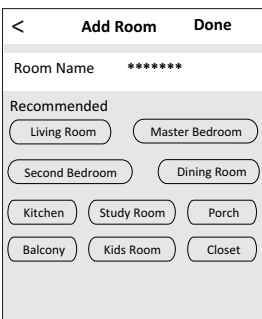 < Add Room Done
Room Name *******
Recommended
Living Room Master Bedroom
Second Bedroom Dining Room
Kitchen Study Room Porch
Balcony Kids Room Closet